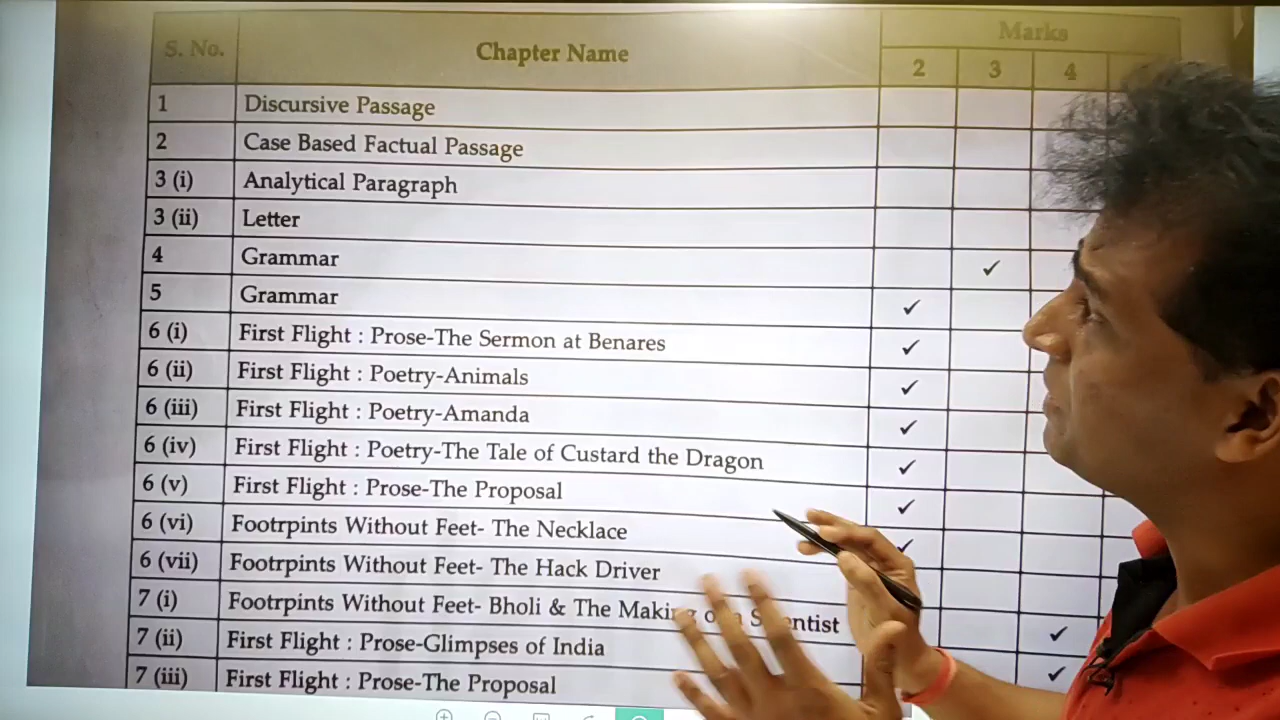 S. No. Chapter Name Marks
2 3 4
1 Discursive Passage
2 Case Based Factual Passage
3 (i) Analytical Paragraph
3 (ii) Letter
4 Grammar ✓
5 Grammar ✓
6 (i) First Flight : Prose-The Sermon at Benares ✓
6 (ii) First Flight : Poetry-Animals ✓
6 (iii) First Flight : Poetry-Amanda ✓
6 (iv) First Flight : Poetry-The Tale of Custard the Dragon ✓
6 (v) First Flight : Prose-The Proposal ✓
6 (vi) Footrpints Without Feet- The Necklace ✓
6 (vii) Footrpints Without Feet- The Hack Driver
7 (i) Footrpints Without Feet- Bholi & The Making of a Scientist ✓
7 (ii) First Flight : Prose-Glimpses of India ✓
7 (iii) First Flight : Prose-The Proposal